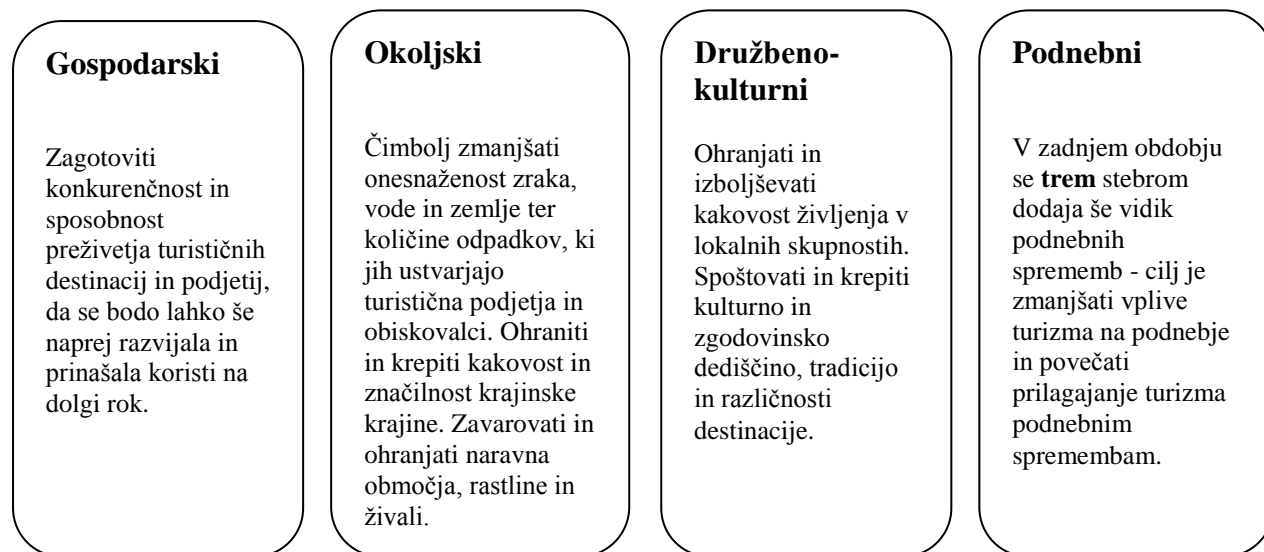 Gospodarski
Zagotoviti
konkurenčnost in
sposobnost
preživetja turističnih
destinacij in podjetij,
da se bodo lahko še
naprej razvijala in
prinašala koristi na
dolgi rok.
Okoljski
Čimbolj zmanjšati
onesnaženost zraka,
vode in zemlje ter
količine odpadkov, ki
jih ustvarjajo
turistična podjetja in
obiskovalci. Ohraniti
in krepiti kakovost in
značilnost krajinske
krajine. Zavarovati in
ohranjati naravna
območja, rastline in
živali.
Družbeno-
kulturni
Ohranjati in
izboljševati
kakovost življenja v
lokalnih skupnostih.
Spoštovati in krepiti
kulturno in
zgodovinsko
dediščino, tradicijo
in različnosti
destinacije.
Podnebni
V zadnjem obdobju
se trem stebrom
dodaja še vidik
podnebnih
sprememb - cilj je
zmanjšati vplive
turizma na podnebje
in povečati
prilagajanje turizma
podnebnim
spremembam.